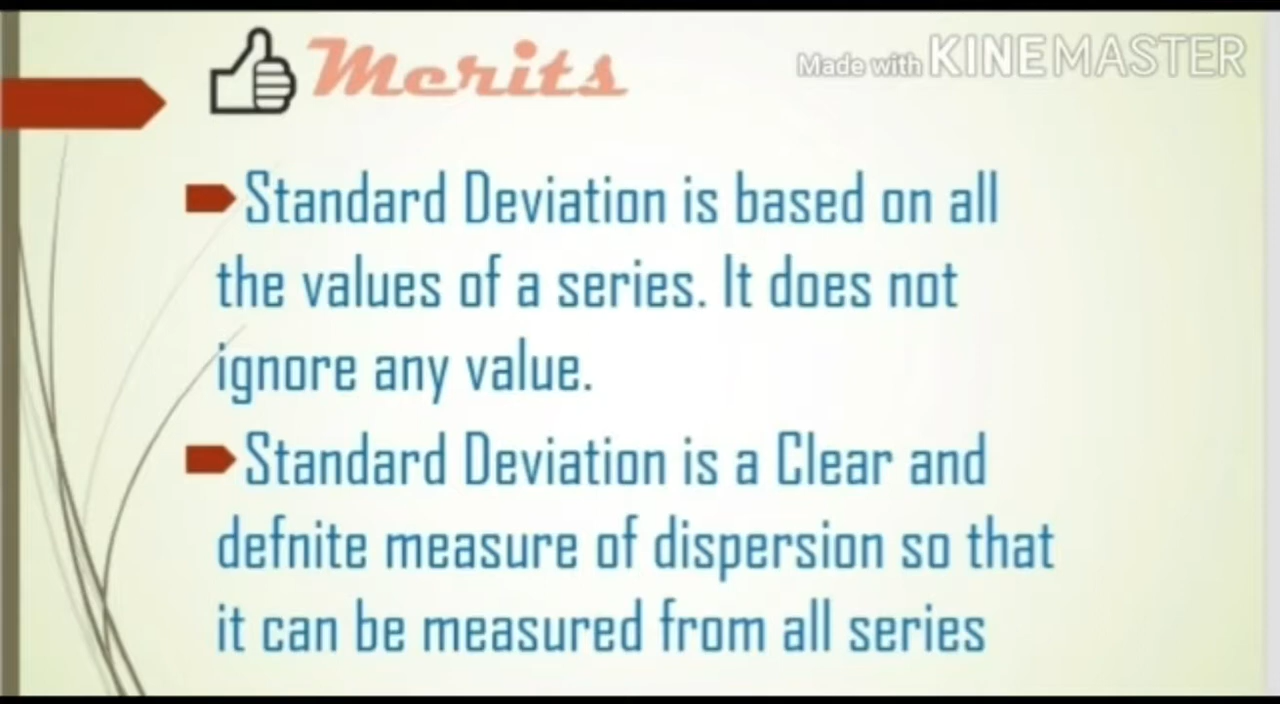 Merits
Made with KINEMASTER
Standard Deviation is based on all
the values of a series. It does not
ignore any value.
Standard Deviation is a Clear and
defnite measure of dispersion so that
it can be measured from all series